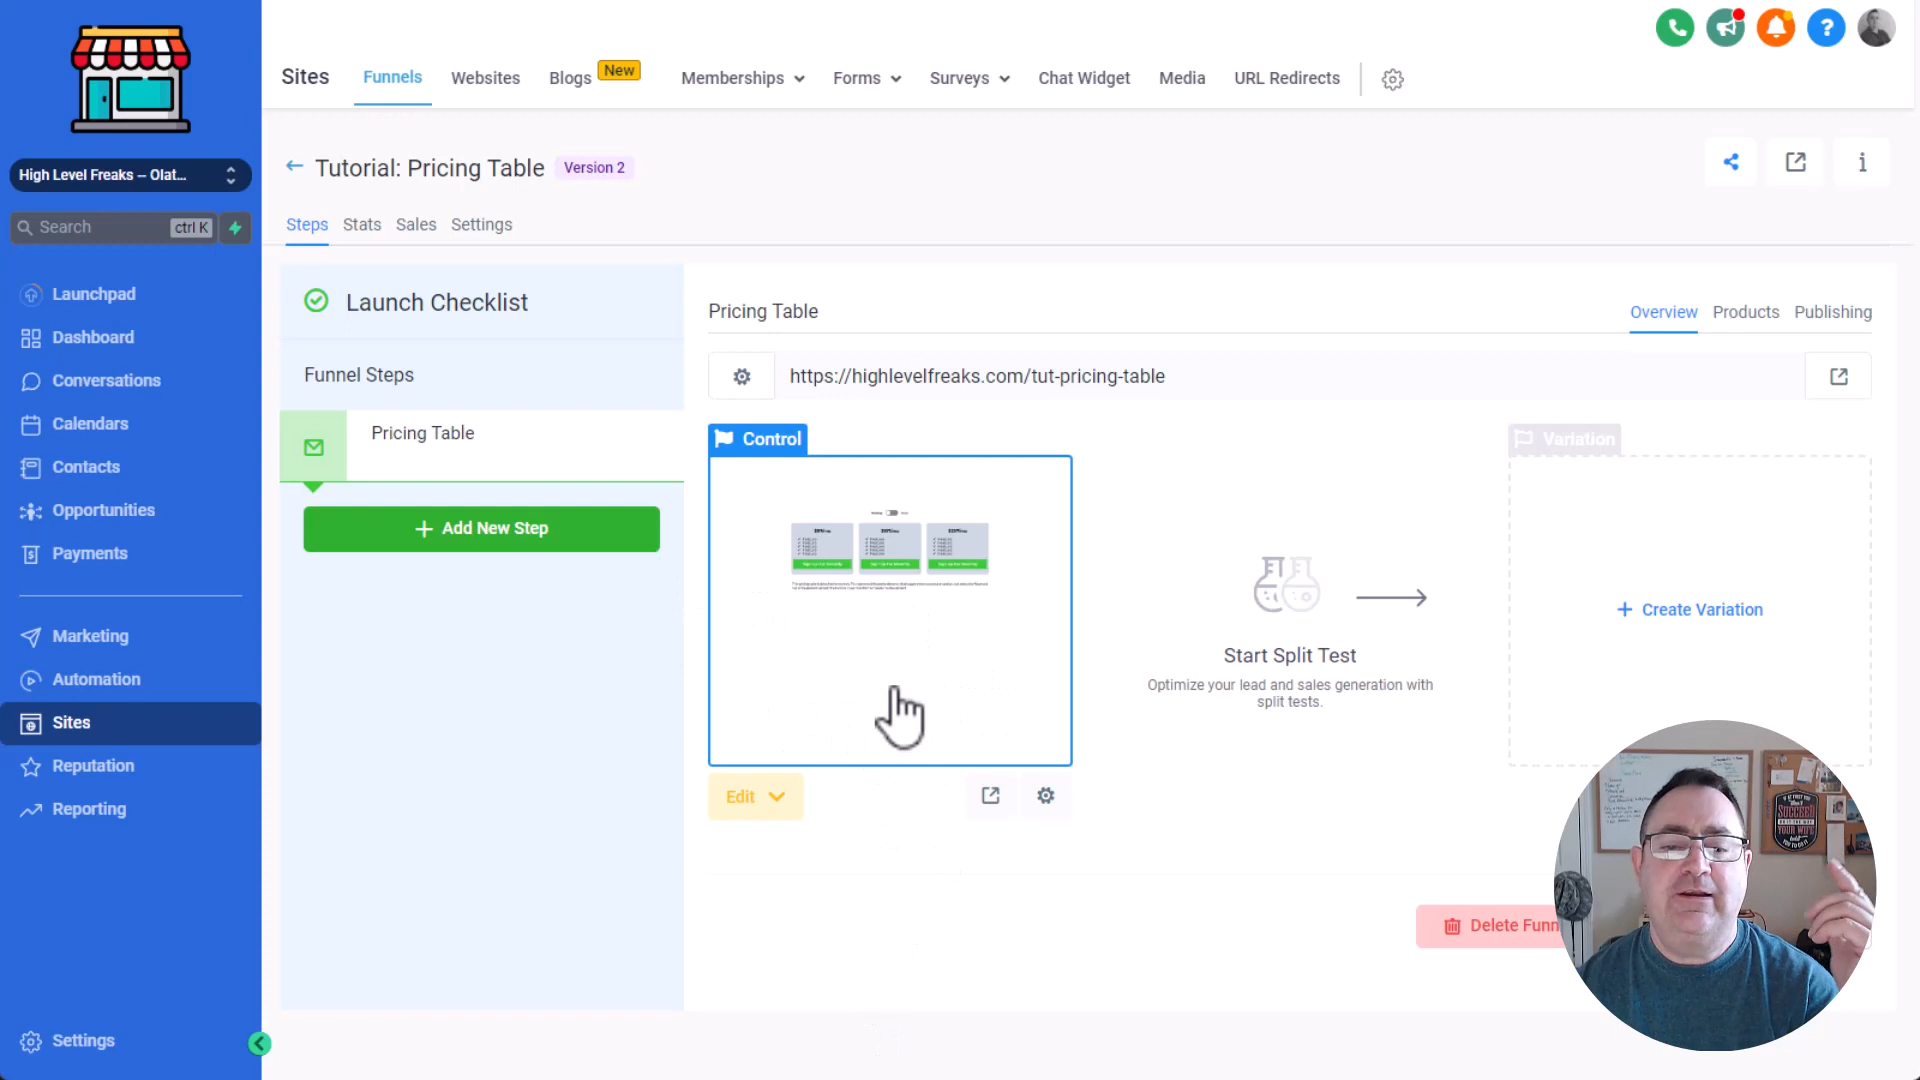 Sites
Funnels
Websites
Blogs
New
Memberships
Forms
Surveys
Chat Widget
Media
URL Redirects
High Level Freaks – Olat...
Search
ctrl K
Launchpad
Dashboard
Conversations
Calendars
Contacts
Opportunities
Payments
Marketing
Automation
Sites
Reputation
Reporting
Settings
Tutorial: Pricing Table
Version 2
Steps
Stats
Sales
Settings
Launch Checklist
Funnel Steps
Pricing Table
+ Add New Step
Pricing Table
Overview
Products
Publishing
https://highlevelfreaks.com/tut-pricing-table
Control
Edit
Start Split Test
Optimize your lead and sales generation with
split tests.
Variation
+ Create Variation
Delete Funn
SUCCEED
YOUR WIFE